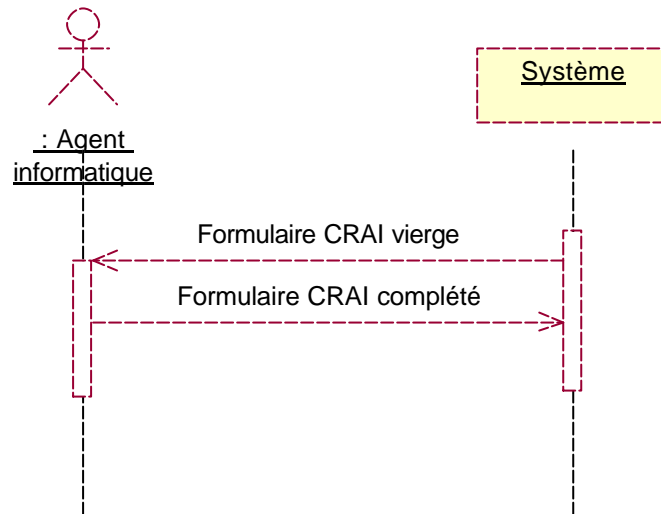 Système
: Agent
informatique
Formulaire CRAI vierge
Formulaire CRAI complété